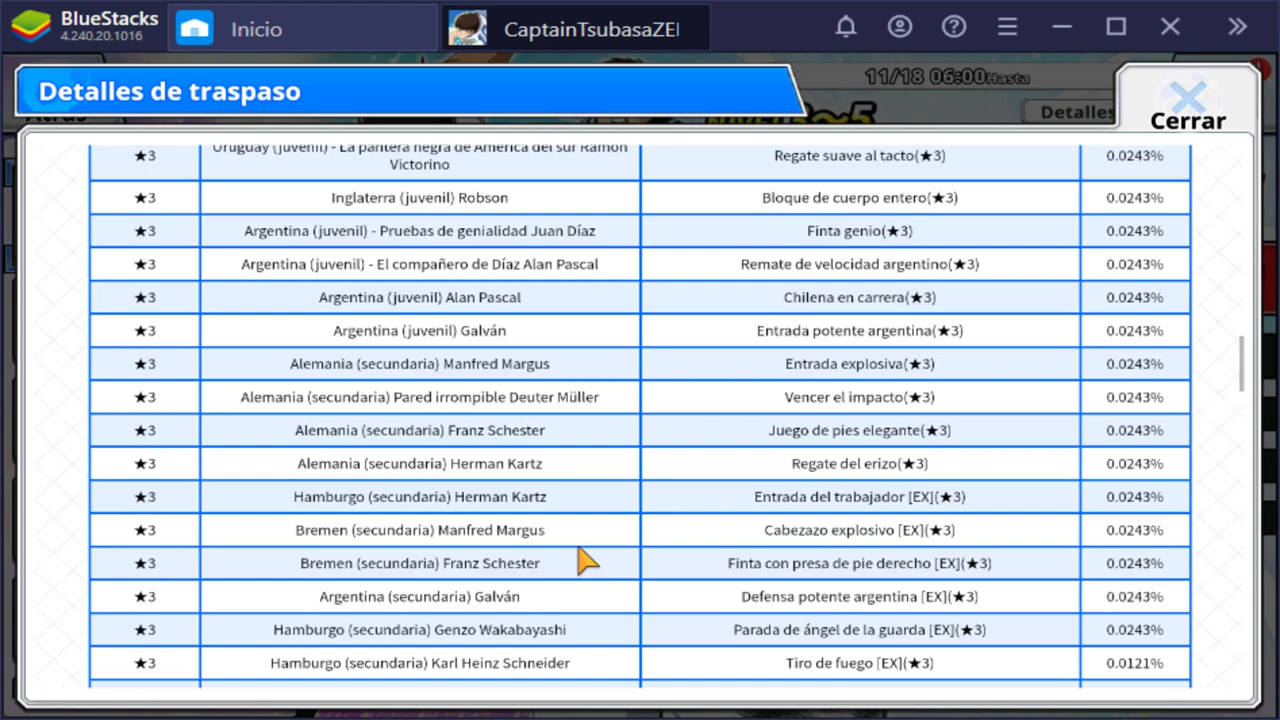 BlueStacks
4.240.20.1016
Inicio
CaptainTsubasaZEI
11/18 06:00Hasta
Detalles de traspaso
Detalles
Cerrar
Atrás
★3 Uruguay (juvenil) - La pantera negra de América del sur Ramón Victorino Regate suave al tacto(★3) 0.0243%
★3 Inglaterra (juvenil) Robson Bloque de cuerpo entero(★3) 0.0243%
★3 Argentina (juvenil) - Pruebas de genialidad Juan Díaz Finta genio(★3) 0.0243%
★3 Argentina (juvenil) - El compañero de Díaz Alan Pascal Remate de velocidad argentino(★3) 0.0243%
★3 Argentina (juvenil) Alan Pascal Chilena en carrera(★3) 0.0243%
★3 Argentina (juvenil) Galván Entrada potente argentina(★3) 0.0243%
★3 Alemania (secundaria) Manfred Margus Entrada explosiva(★3) 0.0243%
★3 Alemania (secundaria) Pared irrompible Deuter Müller Vencer el impacto(★3) 0.0243%
★3 Alemania (secundaria) Franz Schester Juego de pies elegante(★3) 0.0243%
★3 Alemania (secundaria) Herman Kartz Regate del erizo(★3) 0.0243%
★3 Hamburgo (secundaria) Herman Kartz Entrada del trabajador [EX](★3) 0.0243%
★3 Bremen (secundaria) Manfred Margus Cabezazo explosivo [EX](★3) 0.0243%
★3 Bremen (secundaria) Franz Schester Finta con presa de pie derecho [EX](★3) 0.0243%
★3 Argentina (secundaria) Galván Defensa potente argentina [EX](★3) 0.0243%
★3 Hamburgo (secundaria) Genzo Wakabayashi Parada de ángel de la guarda [EX](★3) 0.0243%
★3 Hamburgo (secundaria) Karl Heinz Schneider Tiro de fuego [EX](★3) 0.0121%